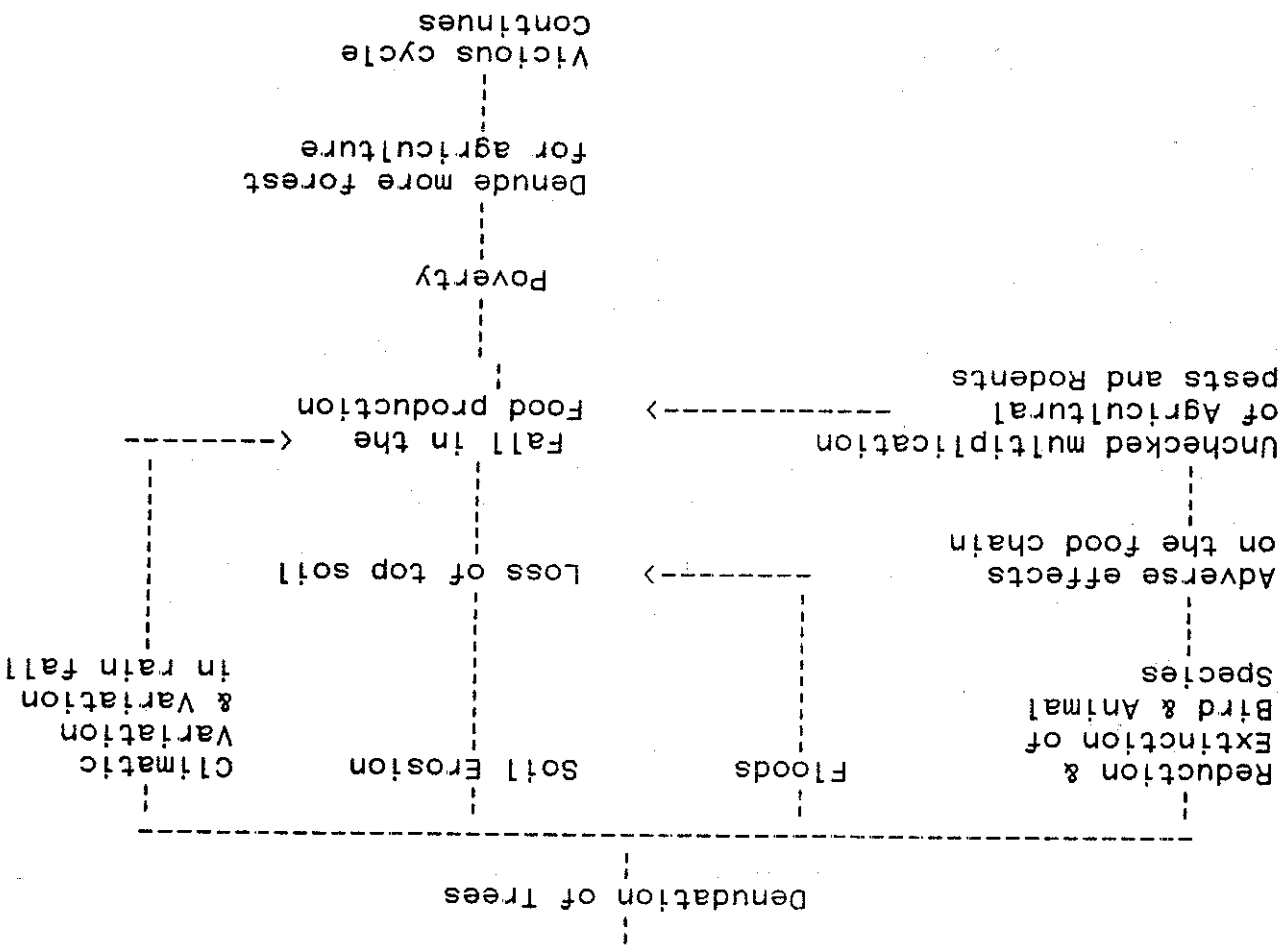 Denudation of Trees
Reduction &
Extinction of
Bird & Animal
Species
Floods
Soil Erosion
Climatic
Variation
& Variation
in rain fall
Adverse effects
on the food chain
Loss of top soil
Unchecked multiplication
of Agricultural
pests and Rodents
Fall in the
Food production
Poverty
Denude more forest
for agriculture
Vicious cycle
Continues